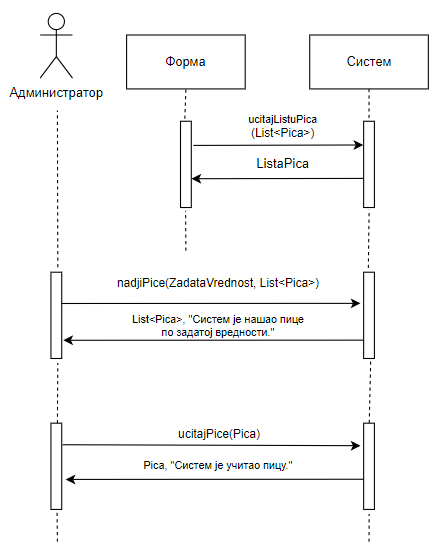 Форма
Систем
Администратор
ucitajListuPica
(List<Pica>)
ListaPica
nadjiPice(ZadataVrednost, List<Pica>)
List<Pica>, "Систем је нашао пице
по задатој вредности."
ucitajPice(Pica)
Pica, "Систем је учитао пицу."